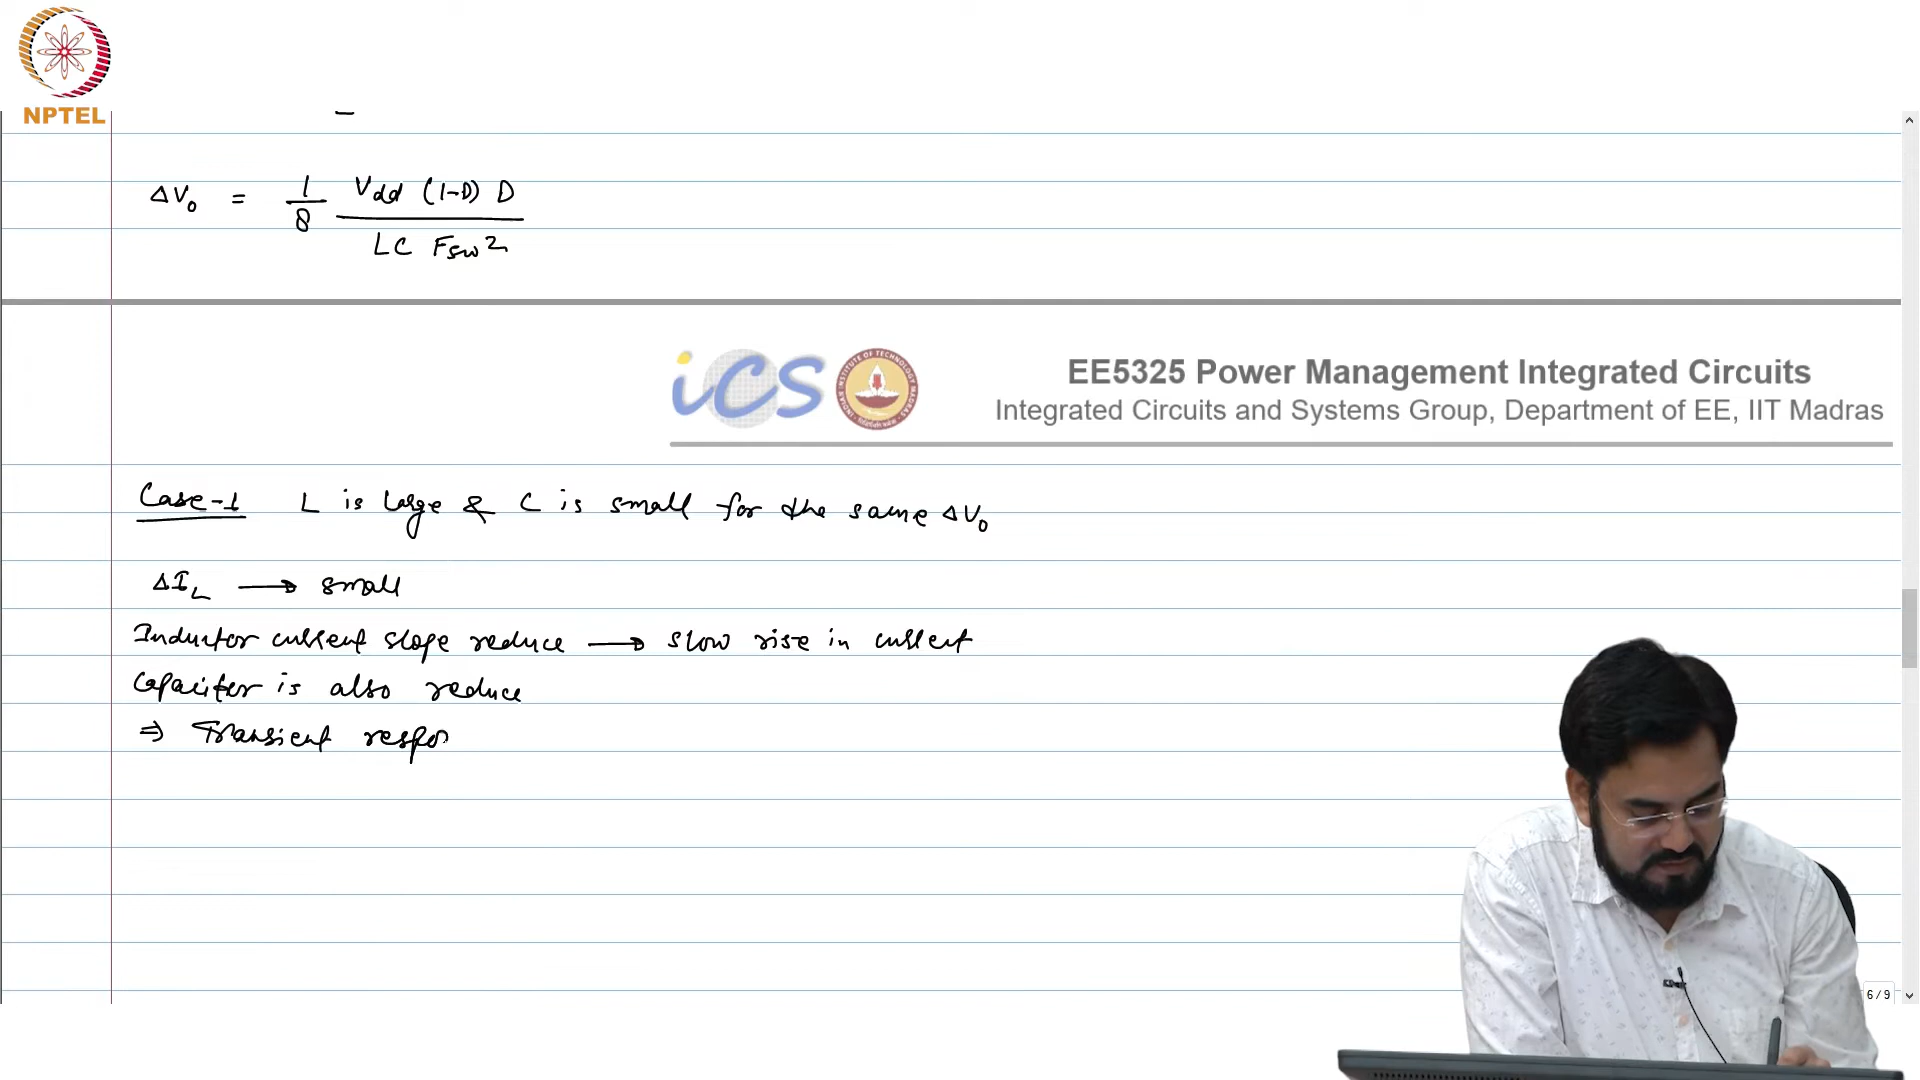 NPTEL
ΔV₀ = 1/8 Vdd (1-D) D / LC Fsw²
iCS
EE5325 Power Management Integrated Circuits
Integrated Circuits and Systems Group, Department of EE, IIT Madras
Case-1 L is large & C is small for the same ΔV₀
ΔI_L → small
Inductor current slope reduce → slow rise in current
Capacitor is also reduce
⇒ Transient respo
6 / 9